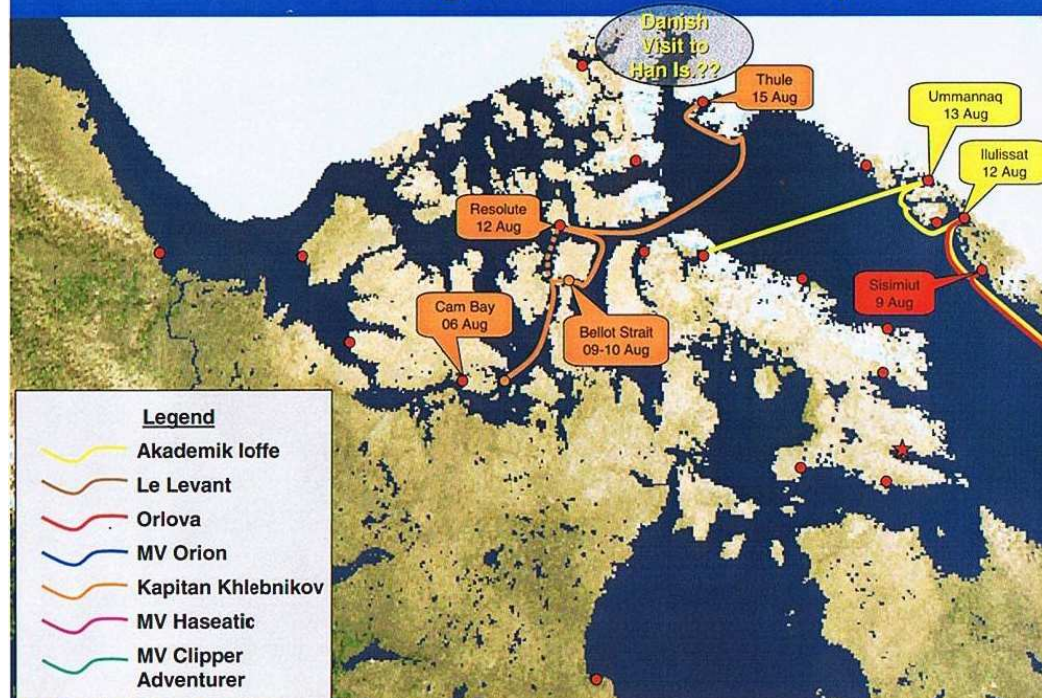 Danish
Visit to
Han Is.??
Thule
15 Aug
Ummannaq
13 Aug
Ilulissat
12 Aug
Resolute
12 Aug
Sisimiut
9 Aug
Cam Bay
06 Aug
Bellot Strait
09-10 Aug
Legend
Akademik Ioffe
Le Levant
Orlova
MV Orion
Kapitan Khlebnikov
MV Haseatic
MV Clipper
Adventurer